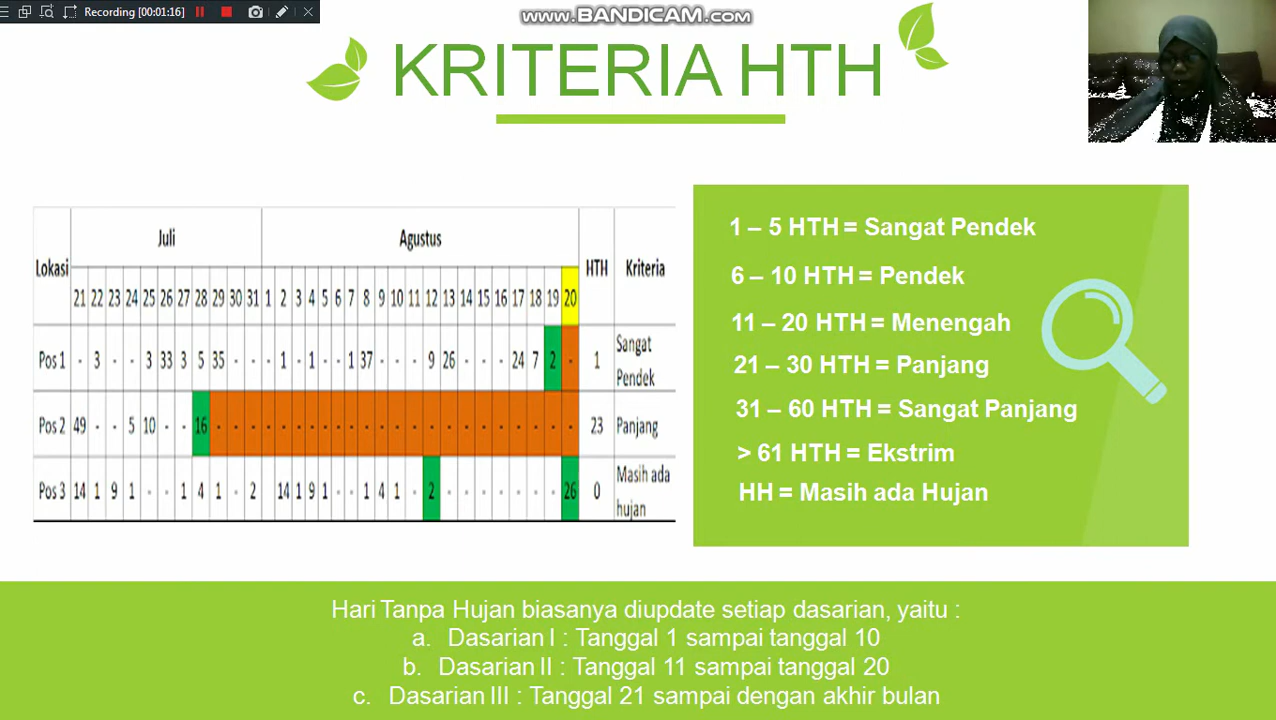 Recording [00:01:16]
www.BANDICAM.com
KRITERIA HTH
Lokasi Juli Agustus HTH Kriteria
21 22 23 24 25 26 27 28 29 30 31 1 2 3 4 5 6 7 8 9 10 11 12 13 14 15 16 17 18 19 20
Pos 1 - 3 - - 3 33 3 5 35 - - - 1 - 1 - - 1 37 - - - 9 26 - - - 24 7 2 - 1 Sangat Pendek
Pos 2 49 - - 5 10 - - 16 - - - - - - - - - - - - - - - - - - - - - - - 23 Panjang
Pos 3 14 1 9 1 - - 1 4 1 - 2 - 14 1 9 1 - - 1 4 1 - 2 - - - - - - - 26 0 Masih ada hujan
1 – 5 HTH = Sangat Pendek
6 – 10 HTH = Pendek
11 – 20 HTH = Menengah
21 – 30 HTH = Panjang
31 – 60 HTH = Sangat Panjang
> 61 HTH = Ekstrim
HH = Masih ada Hujan
Hari Tanpa Hujan biasanya diupdate setiap dasarian, yaitu :
a. Dasarian I : Tanggal 1 sampai tanggal 10
b. Dasarian II : Tanggal 11 sampai tanggal 20
c. Dasarian III : Tanggal 21 sampai dengan akhir bulan